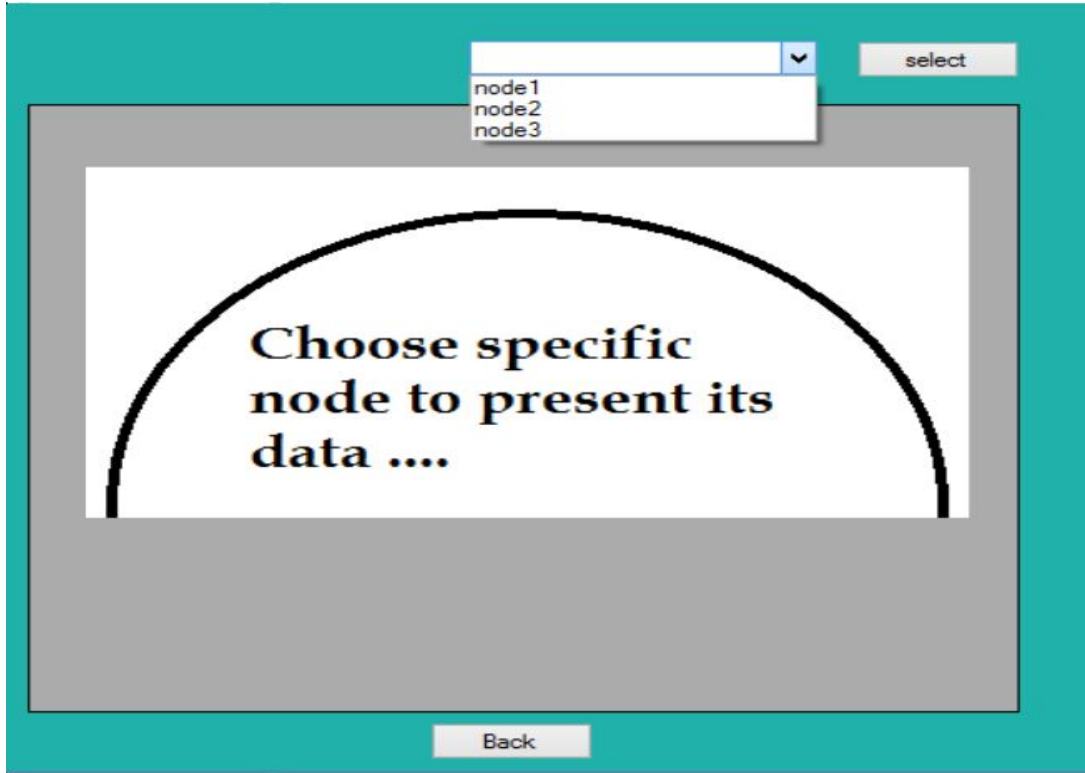 select
node1
node2
node3
Choose specific
node to present its
data ....
Back